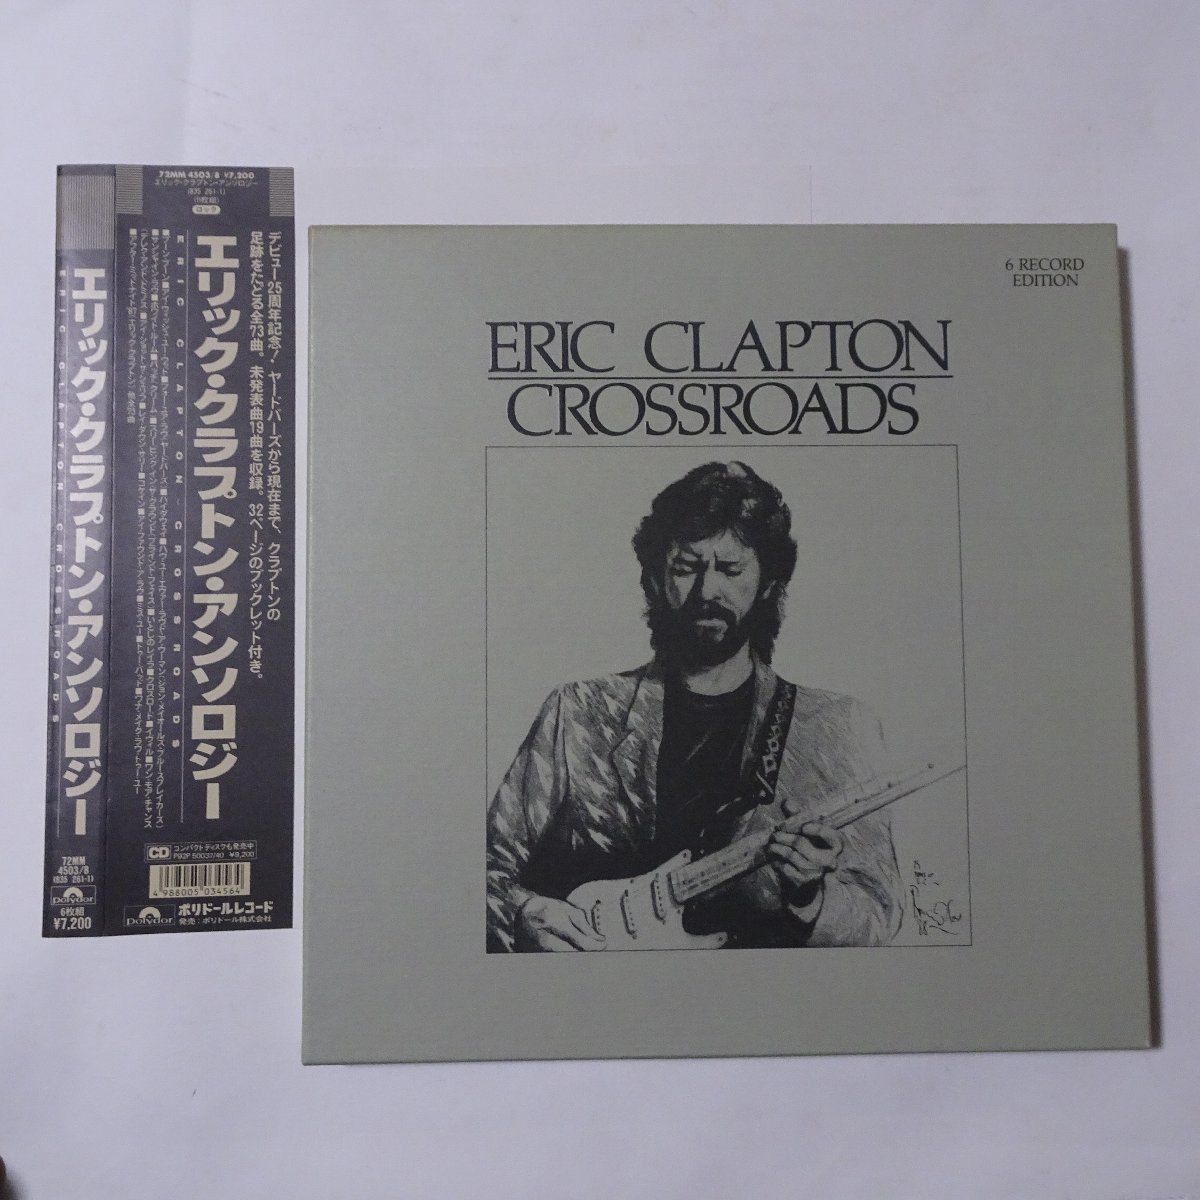 エリック・クラプトン・アンソロジー
ERIC CLAPTON CROSSROADS
72MM
4503/8
(835 261-1)
Polydor
6枚組
¥7,200
72MM 4503/8 ¥7,200
エリック・クラプトン・アンソロジー
(835 261-1)
(6枚組)
ロック
デビュー25周年記念! ヤードバーズから現在まで、クラプトンの
足跡をたどる全73曲。未発表曲19曲を収録。32ページのブックレット付き。
エリック・クラプトン・アンソロジー
ERIC CLAPTON CROSSROADS
CD コンパクトディスクも発売中
P92P 50037/40 ¥9,200
4 988005 034564
Polydor
ポリドールレコード
発売:ポリドール株式会社
6 RECORD
EDITION
ERIC CLAPTON
CROSSROADS